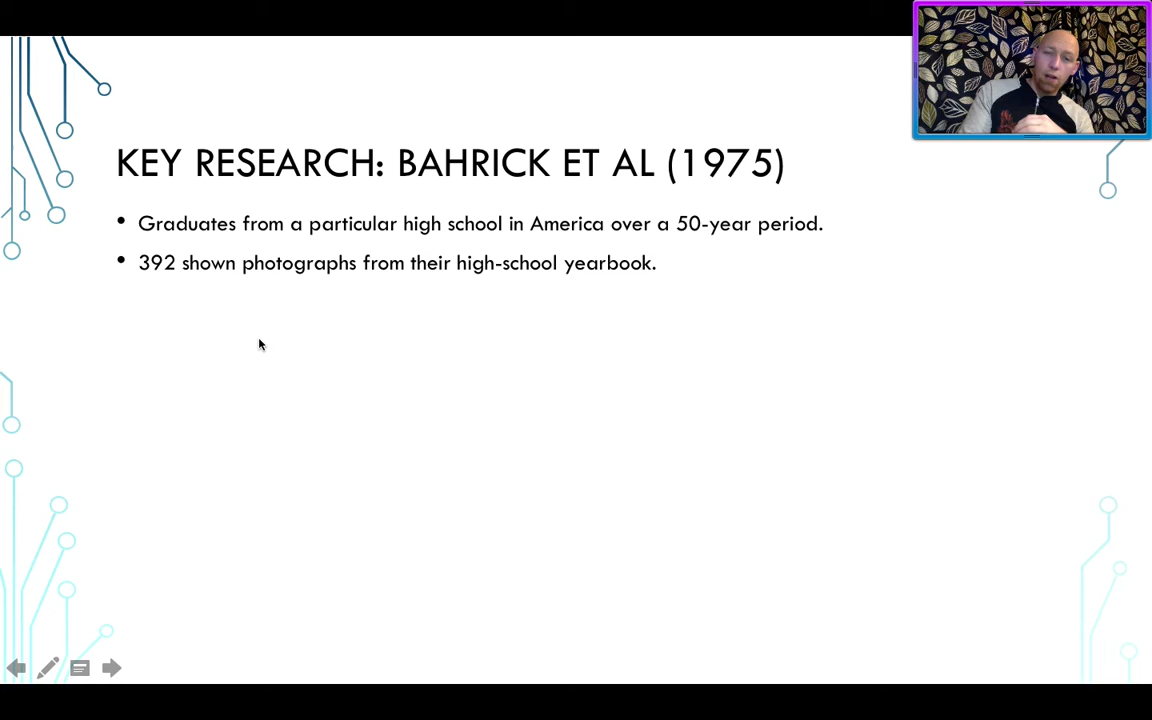 KEY RESEARCH: BAHRICK ET AL (1975)
• Graduates from a particular high school in America over a 50-year period.
• 392 shown photographs from their high-school yearbook.